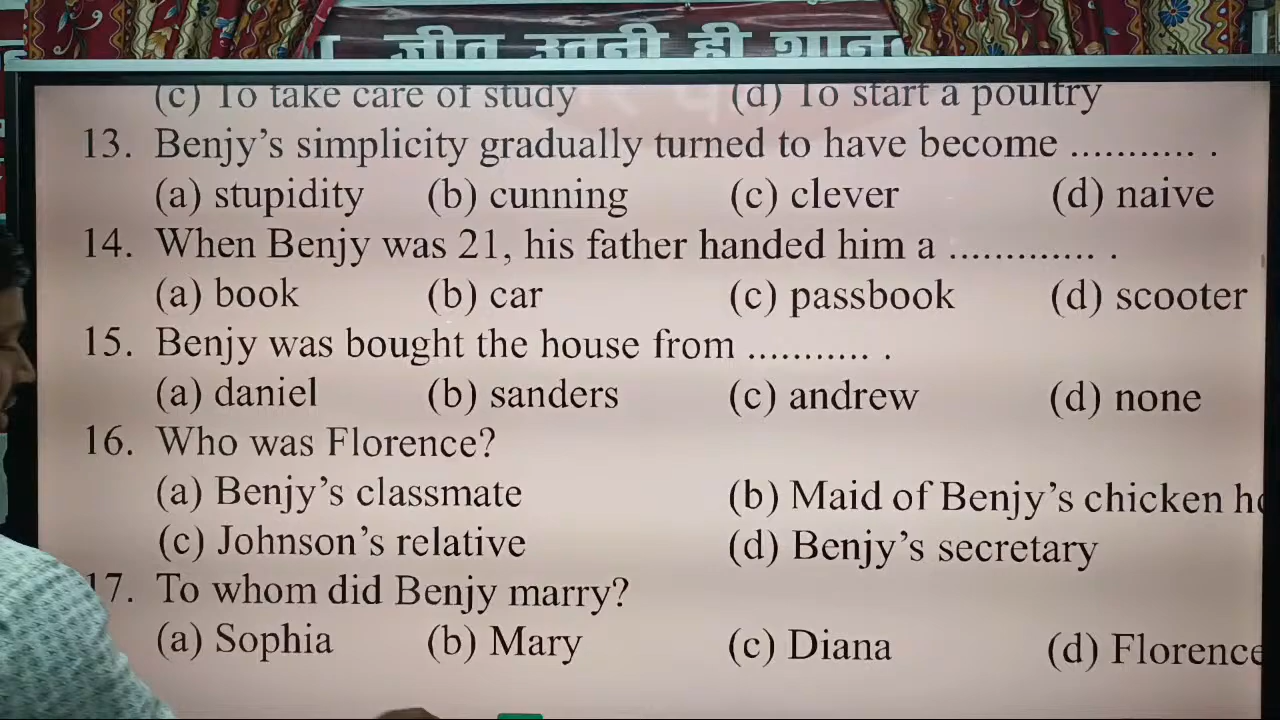 जीत उतनी ही शान
(c) To take care of study (d) To start a poultry
13. Benjy’s simplicity gradually turned to have become ............ .
(a) stupidity (b) cunning (c) clever (d) naive
14. When Benjy was 21, his father handed him a ............. .
(a) book (b) car (c) passbook (d) scooter
15. Benjy was bought the house from ........... .
(a) daniel (b) sanders (c) andrew (d) none
16. Who was Florence?
(a) Benjy’s classmate (b) Maid of Benjy’s chicken
(c) Johnson’s relative (d) Benjy’s secretary
17. To whom did Benjy marry?
(a) Sophia (b) Mary (c) Diana (d) Florence